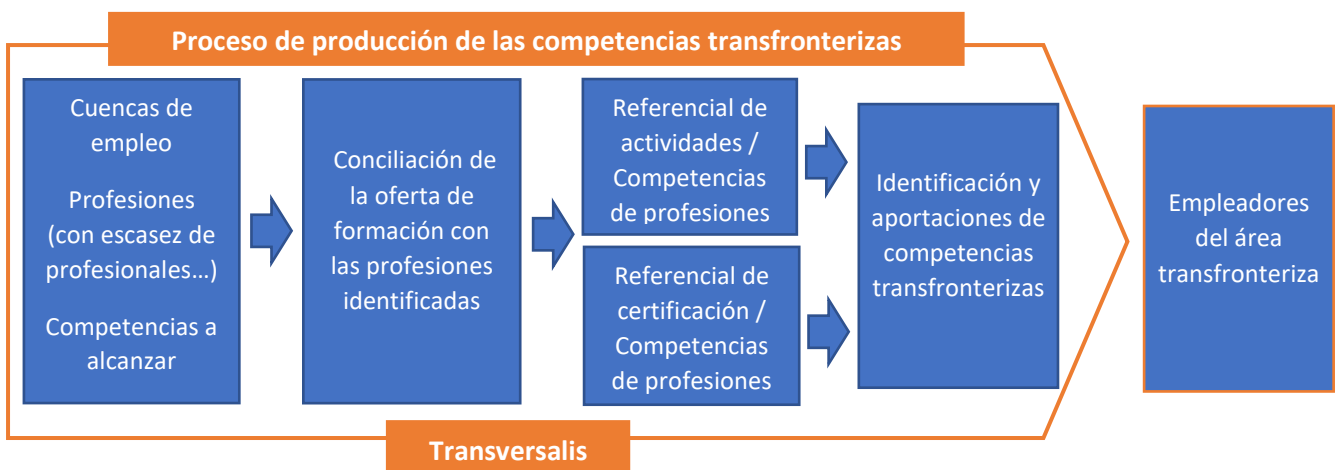 Proceso de producción de las competencias transfronterizas
Cuencas de
empleo
Profesiones
(con escasez de
profesionales…)
Competencias a
alcanzar
Conciliación de
la oferta de
formación con
las profesiones
identificadas
Referencial de
actividades /
Competencias
de profesiones
Referencial de
certificación /
Competencias
de profesiones
Identificación y
aportaciones de
competencias
transfronterizas
Empleadores
del área
transfronteriza
Transversalis